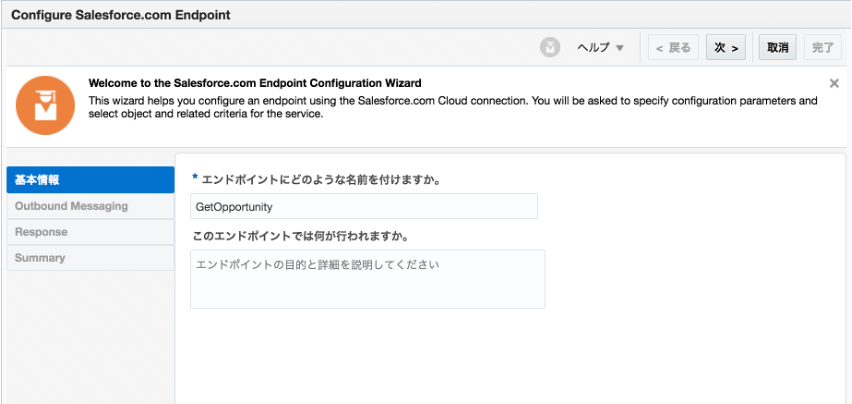 Configure Salesforce.com Endpoint
ヘルプ ▼ < 戻る 次 > 取消 完了
Welcome to the Salesforce.com Endpoint Configuration Wizard
This wizard helps you configure an endpoint using the Salesforce.com Cloud connection. You will be asked to specify configuration parameters and
select object and related criteria for the service.
基本情報
Outbound Messaging
Response
Summary
* エンドポイントにどのような名前を付けますか。
GetOpportunity
このエンドポイントでは何が行われますか。
エンドポイントの目的と詳細を説明してください